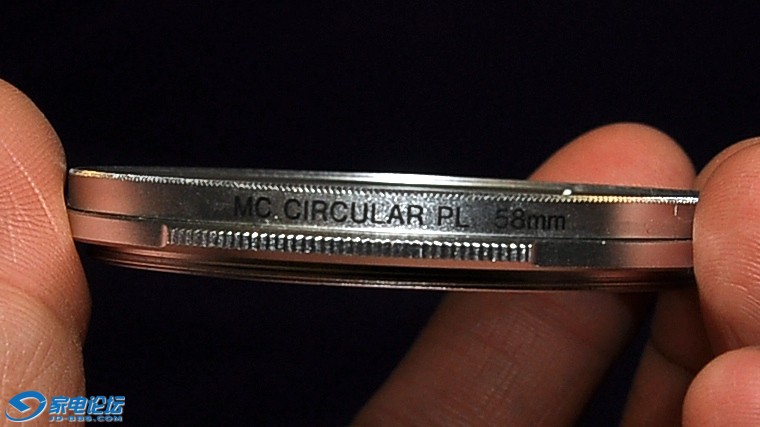 MC. CIRCULAR PL 58mm
家电论坛
JD-BBS.COM